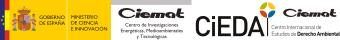 GOBIERNO
DE ESPAÑA
MINISTERIO
DE CIENCIA
E INNOVACIÓN
Ciemat
Centro de Investigaciones
Energéticas, Medioambientales
y Tecnológicas
CiEDA
Ciemat
Centro Internacional de
Estudios de Derecho Ambiental